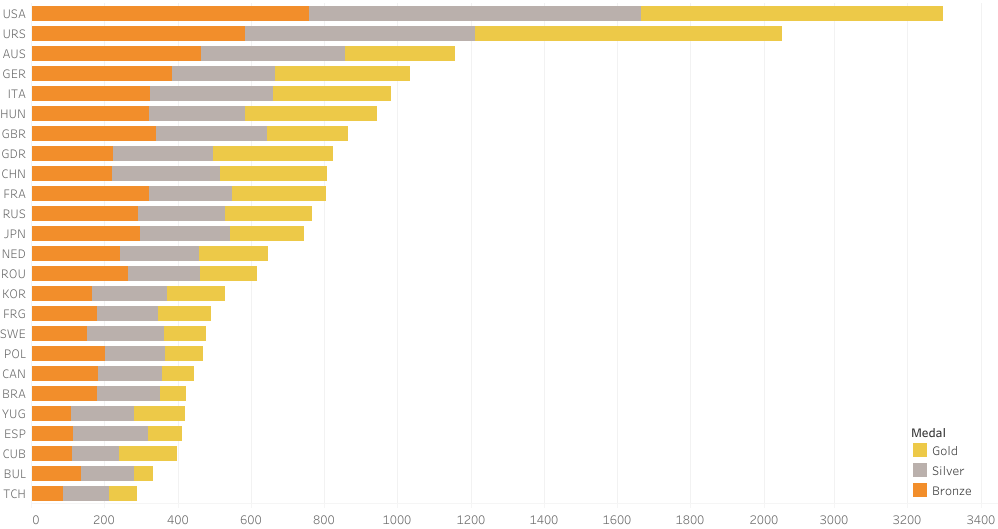 USA
URS
AUS
GER
ITA
HUN
GBR
GDR
CHN
FRA
RUS
JPN
NED
ROU
KOR
FRG
SWE
POL
CAN
BRA
YUG
ESP
CUB
BUL
TCH
Medal
Gold
Silver
Bronze
0 200 400 600 800 1000 1200 1400 1600 1800 2000 2200 2400 2600 2800 3000 3200 3400